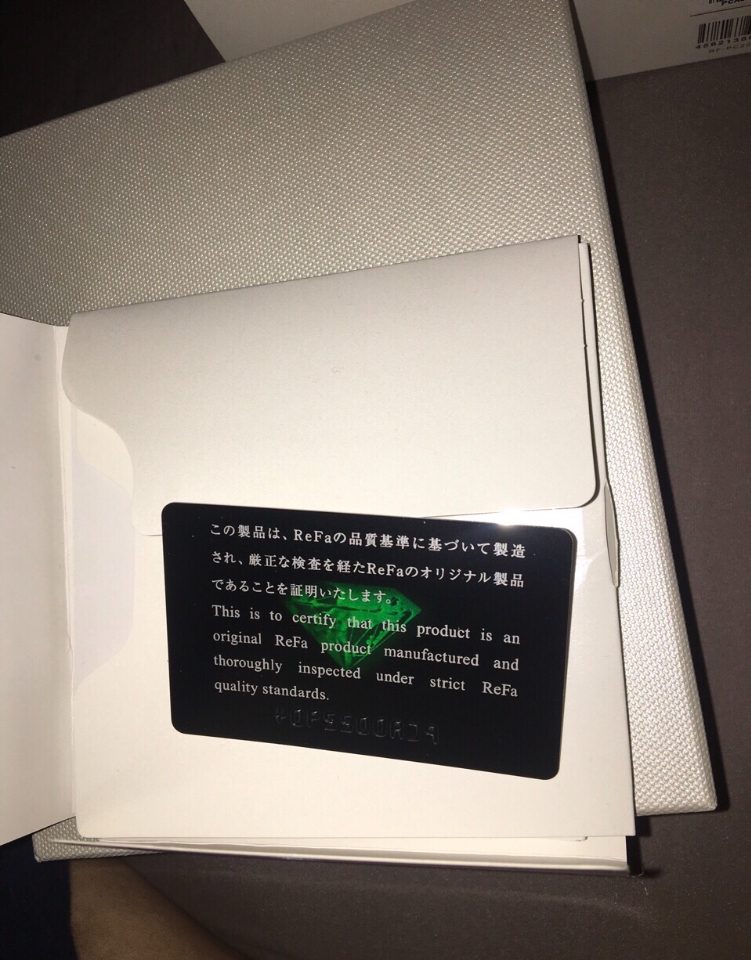 この製品は、ReFaの品質基準に基づいて製造
され、厳正な検査を経たReFaのオリジナル製品
であることを証明いたします。
This is to certify that this product is an
original ReFa product manufactured and
thoroughly inspected under strict ReFa
quality standards.